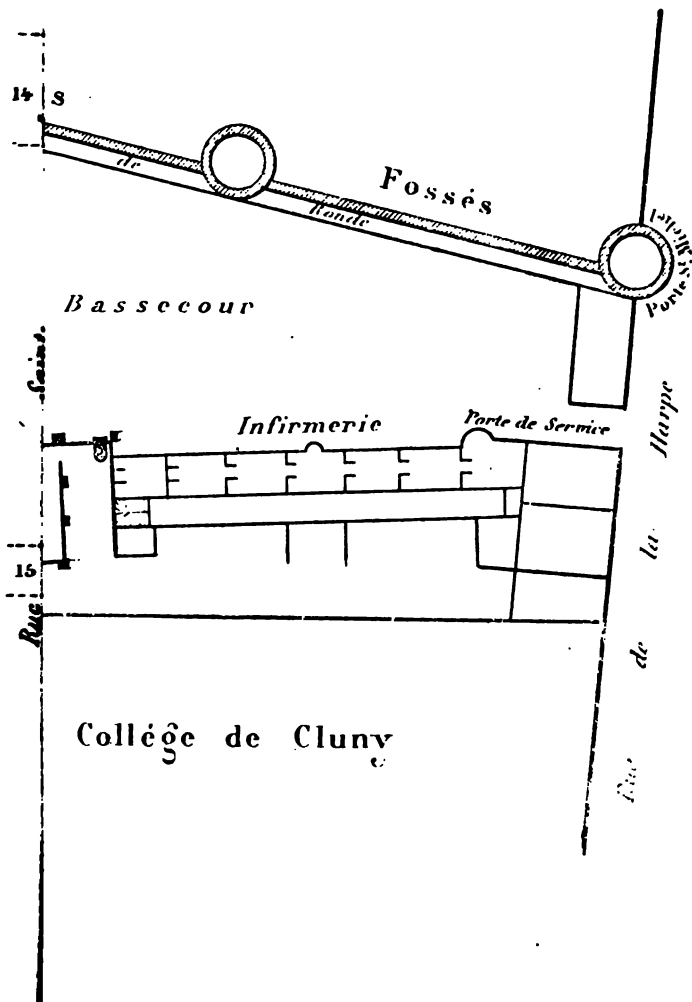 14 S
de
Ronde
Fossés
Porte St Michel
Bassecour
Saint
Infirmerie
Porte de Service
15
Rue
Collége de Cluny
Rue de la Harpe